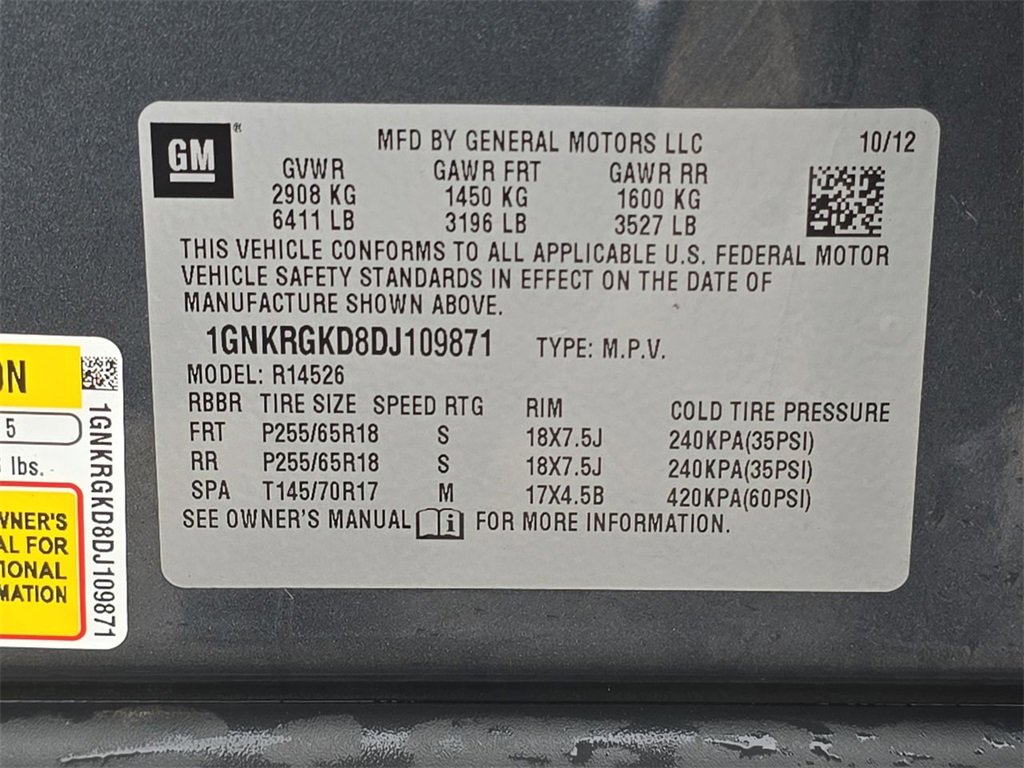 GM®
MFD BY GENERAL MOTORS LLC 10/12
GVWR GAWR FRT GAWR RR
2908 KG 1450 KG 1600 KG
6411 LB 3196 LB 3527 LB
THIS VEHICLE CONFORMS TO ALL APPLICABLE U.S. FEDERAL MOTOR
VEHICLE SAFETY STANDARDS IN EFFECT ON THE DATE OF
MANUFACTURE SHOWN ABOVE.
1GNKRGKD8DJ109871 TYPE: M.P.V.
MODEL: R14526
RBBR TIRE SIZE SPEED RTG RIM COLD TIRE PRESSURE
FRT P255/65R18 S 18X7.5J 240KPA(35PSI)
RR P255/65R18 S 18X7.5J 240KPA(35PSI)
SPA T145/70R17 M 17X4.5B 420KPA(60PSI)
SEE OWNER'S MANUAL i FOR MORE INFORMATION.
ON
5
lbs.
WNER'S
AL FOR
IONAL
MATION
1GNKRGKD8DJ109871